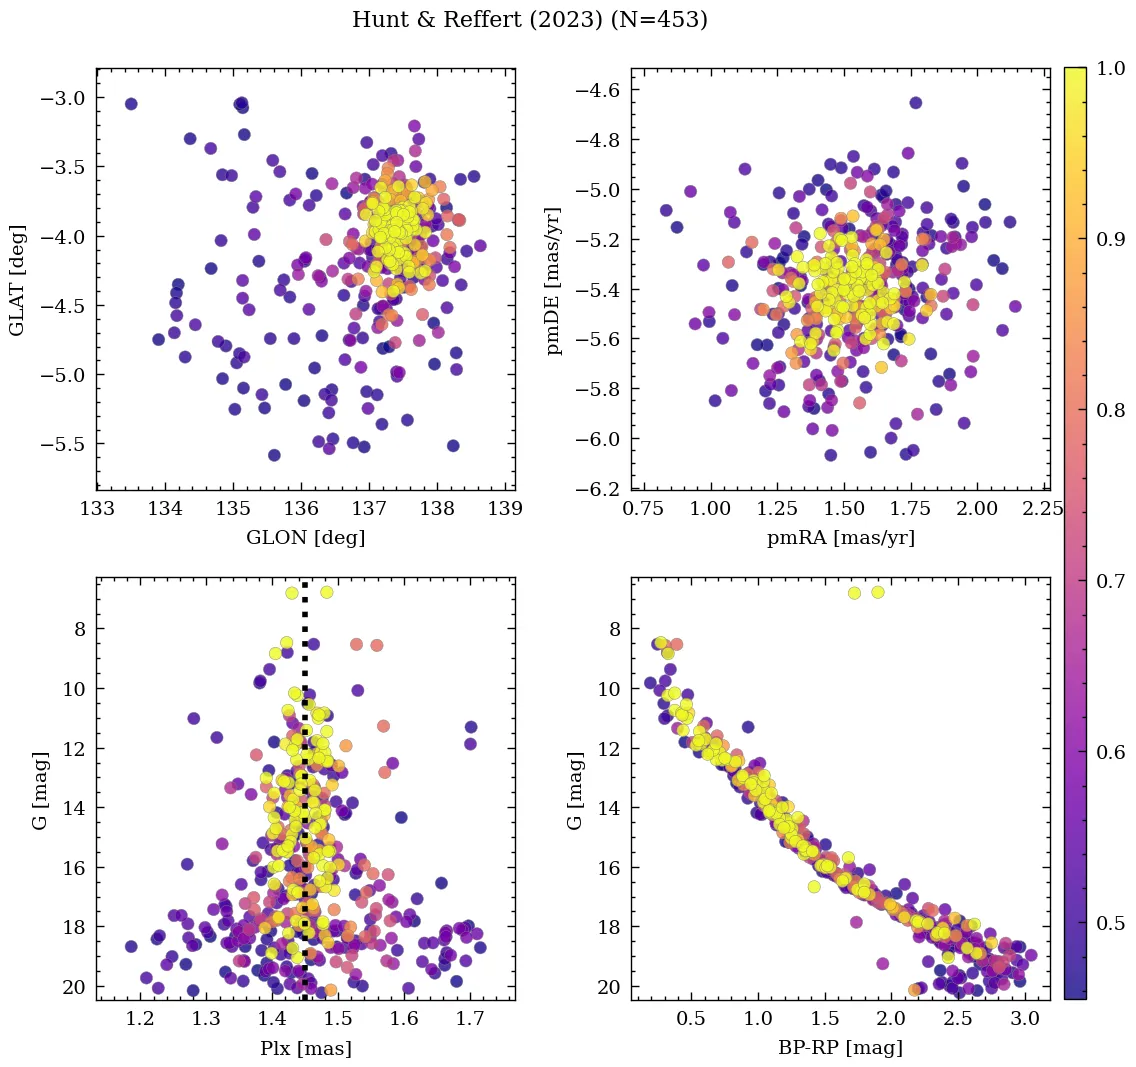 Hunt & Reffert (2023) (N=453)
−3.0
−3.5
−4.0
−4.5
−5.0
−5.5
GLAT [deg]
133 134 135 136 137 138 139
GLON [deg]
−4.6
−4.8
−5.0
−5.2
−5.4
−5.6
−5.8
−6.0
−6.2
pmDE [mas/yr]
0.75 1.00 1.25 1.50 1.75 2.00 2.25
pmRA [mas/yr]
1.0
0.9
0.8
0.7
0.6
0.5
8
10
12
14
16
18
20
G [mag]
1.2 1.3 1.4 1.5 1.6 1.7
Plx [mas]
8
10
12
14
16
18
20
G [mag]
0.5 1.0 1.5 2.0 2.5 3.0
BP-RP [mag]